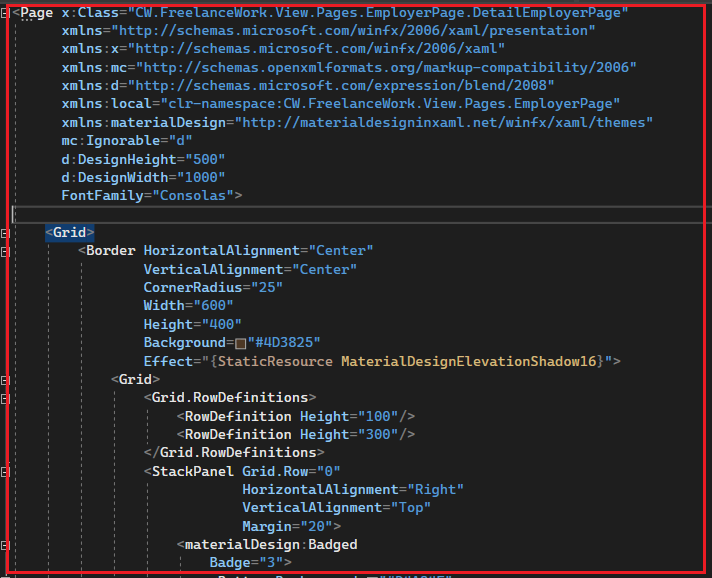 <Page x:Class="CW.FreelanceWork.View.Pages.EmployerPage.DetailEmployerPage"
xmlns="http://schemas.microsoft.com/winfx/2006/xaml/presentation"
xmlns:x="http://schemas.microsoft.com/winfx/2006/xaml"
xmlns:mc="http://schemas.openxmlformats.org/markup-compatibility/2006"
xmlns:d="http://schemas.microsoft.com/expression/blend/2008"
xmlns:local="clr-namespace:CW.FreelanceWork.View.Pages.EmployerPage"
xmlns:materialDesign="http://materialdesigninxaml.net/winfx/xaml/themes"
mc:Ignorable="d"
d:DesignHeight="500"
d:DesignWidth="1000"
FontFamily="Consolas">
<Grid>
<Border HorizontalAlignment="Center"
VerticalAlignment="Center"
CornerRadius="25"
Width="600"
Height="400"
Background="#4D3825"
Effect="{StaticResource MaterialDesignElevationShadow16}">
<Grid>
<Grid.RowDefinitions>
<RowDefinition Height="100"/>
<RowDefinition Height="300"/>
</Grid.RowDefinitions>
<StackPanel Grid.Row="0"
HorizontalAlignment="Right"
VerticalAlignment="Top"
Margin="20">
<materialDesign:Badged
Badge="3">